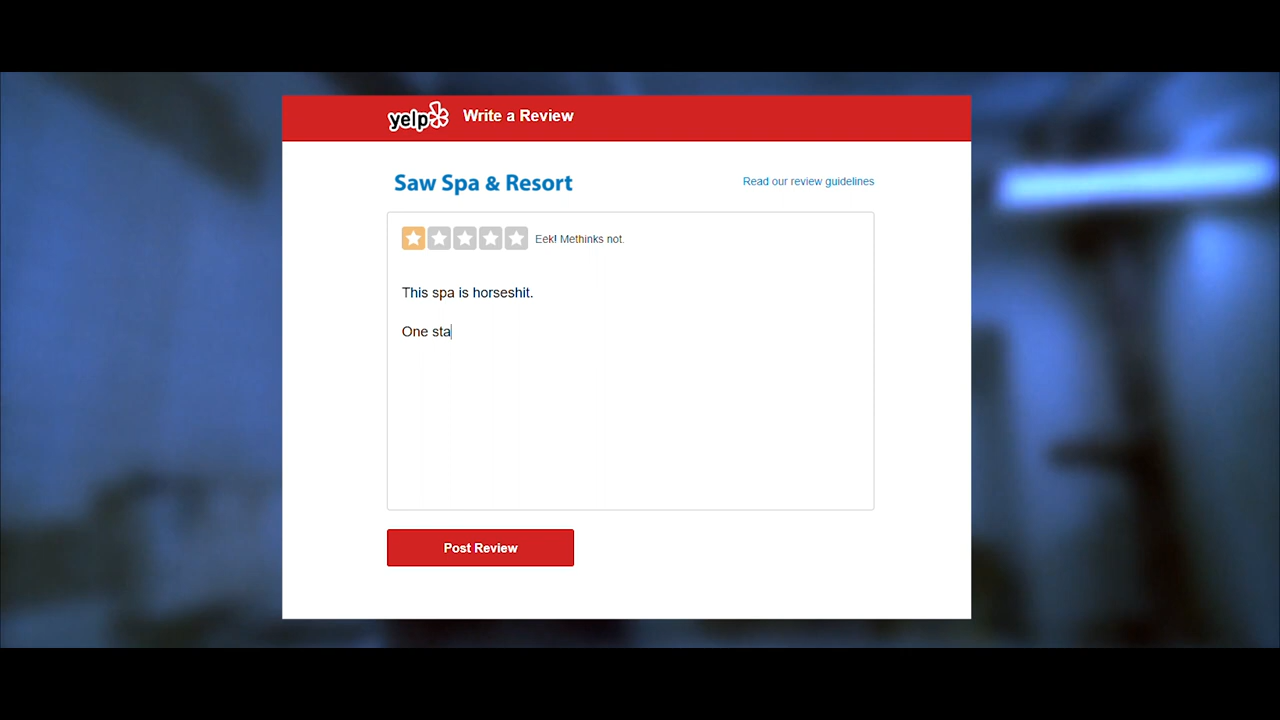 yelp Write a Review
Saw Spa & Resort
Read our review guidelines
Eek! Methinks not.
This spa is horseshit.
One sta
Post Review